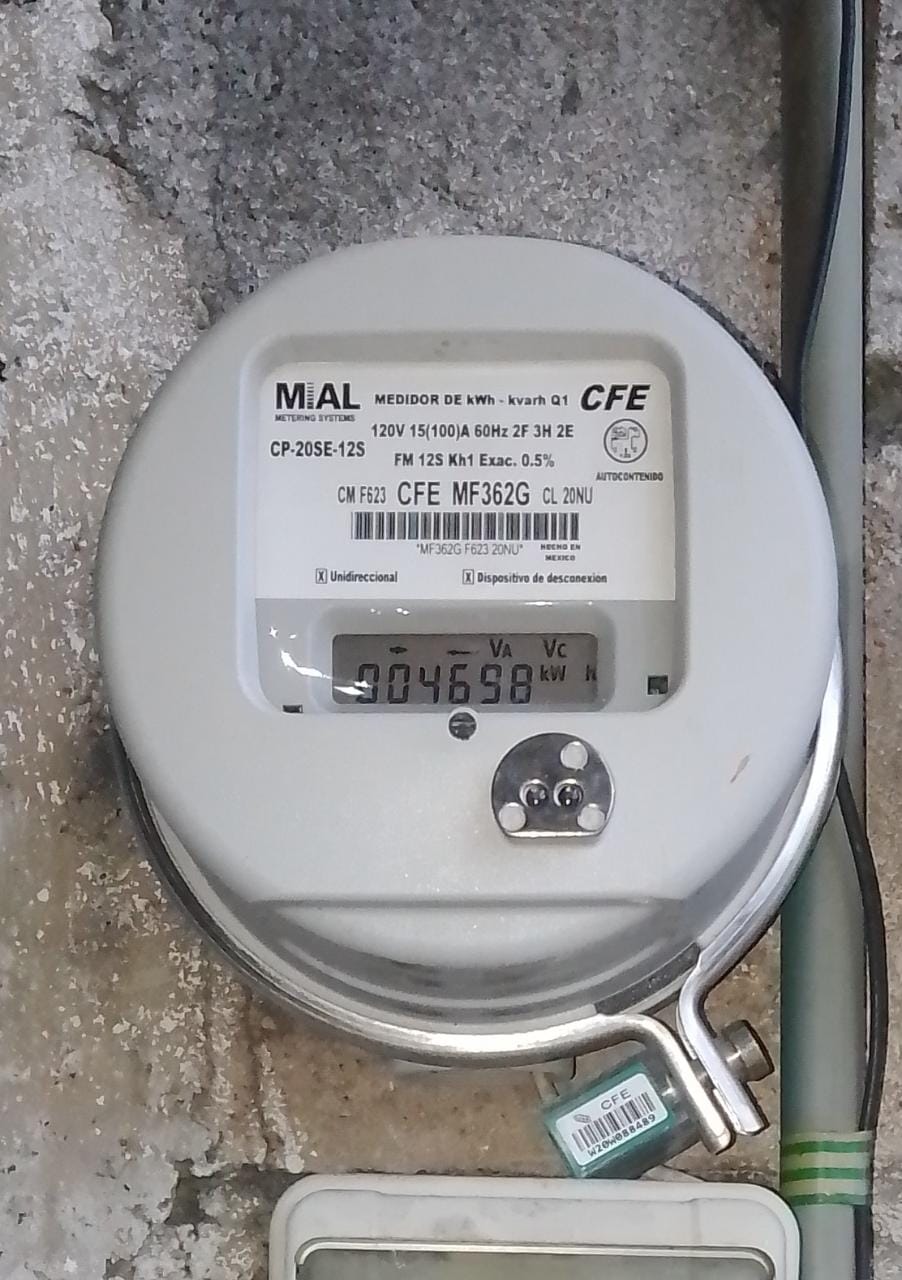 MIAL
METERING SYSTEMS
MEDIDOR DE kWh - kvarh Q1
CFE
120V 15(100)A 60Hz 2F 3H 2E
CP-20SE-12S
FM 12S Kh1 Exac. 0.5%
AUTOCONTENIDO
CM F623 CFE MF362G CL 20NU
*MF362G F623 20NU*
HECHO EN
MEXICO
X Unidireccional
X Dispositivo de desconexion
VA VC
004698 kW h
CFE
W20W088489